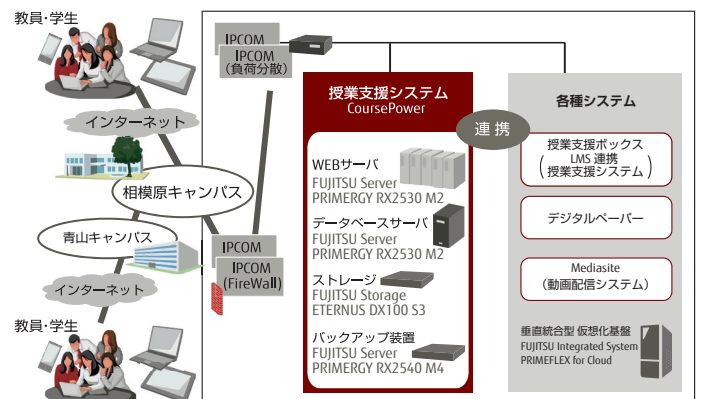 教員・学生
インターネット
相模原キャンパス
青山キャンパス
インターネット
教員・学生
IPCOM
IPCOM
(負荷分散)
IPCOM
IPCOM
(FireWall)
授業支援システム
CoursePower
WEBサーバ
FUJITSU Server
PRIMERGY RX2530 M2
データベースサーバ
FUJITSU Server
PRIMERGY RX2530 M2
ストレージ
FUJITSU Storage
ETERNUS DX100 S3
バックアップ装置
FUJITSU Server
PRIMERGY RX2540 M4
連携
各種システム
授業支援ボックス
(LMS 連携
授業支援システム)
デジタルペーパー
Mediasite
(動画配信システム)
垂直統合型 仮想化基盤
FUJITSU Integrated System
PRIMEFLEX for Cloud